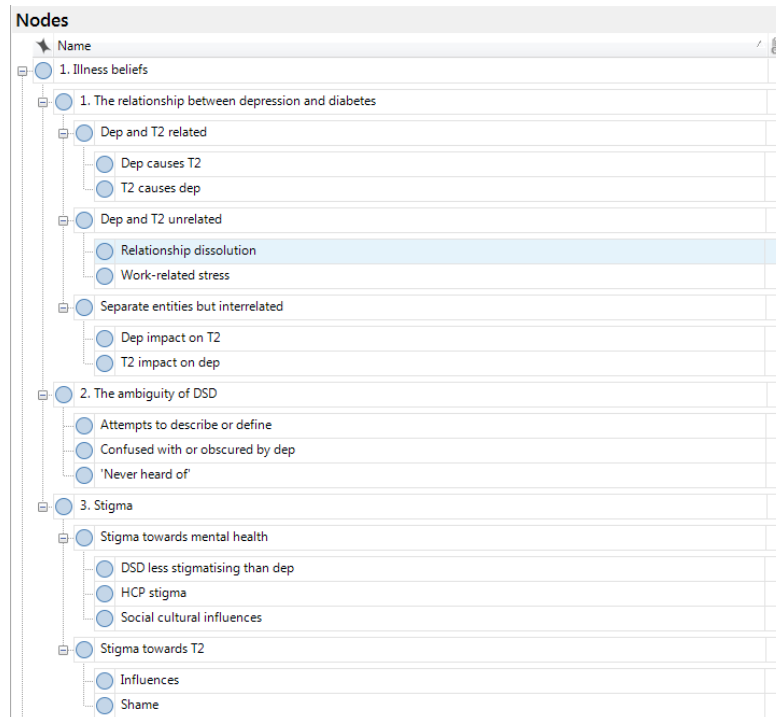 Nodes
Name
1. Illness beliefs
1. The relationship between depression and diabetes
Dep and T2 related
Dep causes T2
T2 causes dep
Dep and T2 unrelated
Relationship dissolution
Work-related stress
Separate entities but interrelated
Dep impact on T2
T2 impact on dep
2. The ambiguity of DSD
Attempts to describe or define
Confused with or obscured by dep
'Never heard of'
3. Stigma
Stigma towards mental health
DSD less stigmatising than dep
HCP stigma
Social cultural influences
Stigma towards T2
Influences
Shame